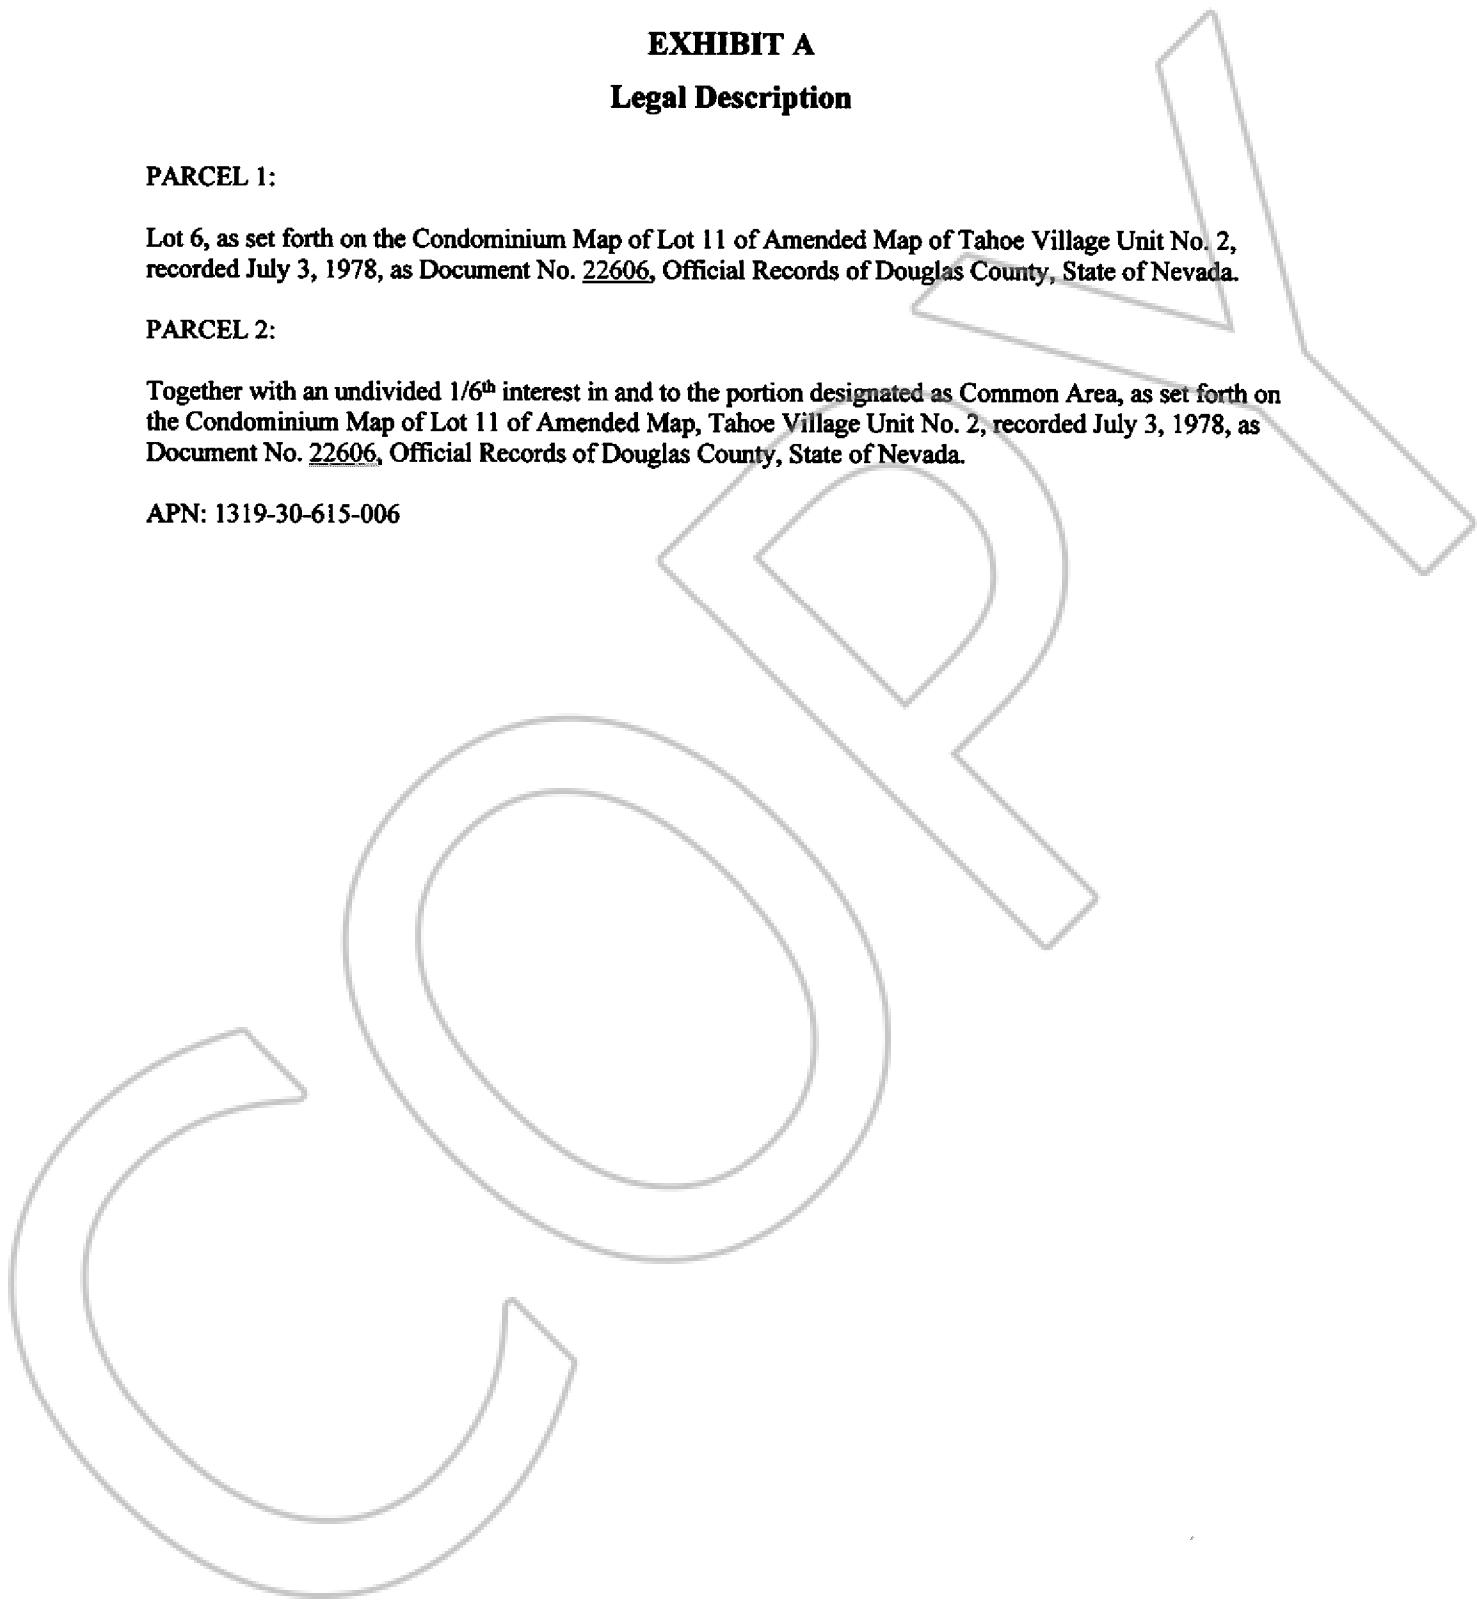 EXHIBIT A
Legal Description
PARCEL 1:
Lot 6, as set forth on the Condominium Map of Lot 11 of Amended Map of Tahoe Village Unit No. 2,
recorded July 3, 1978, as Document No. 22606, Official Records of Douglas County, State of Nevada.
PARCEL 2:
Together with an undivided 1/6th interest in and to the portion designated as Common Area, as set forth on
the Condominium Map of Lot 11 of Amended Map, Tahoe Village Unit No. 2, recorded July 3, 1978, as
Document No. 22606, Official Records of Douglas County, State of Nevada.
APN: 1319-30-615-006
COPY